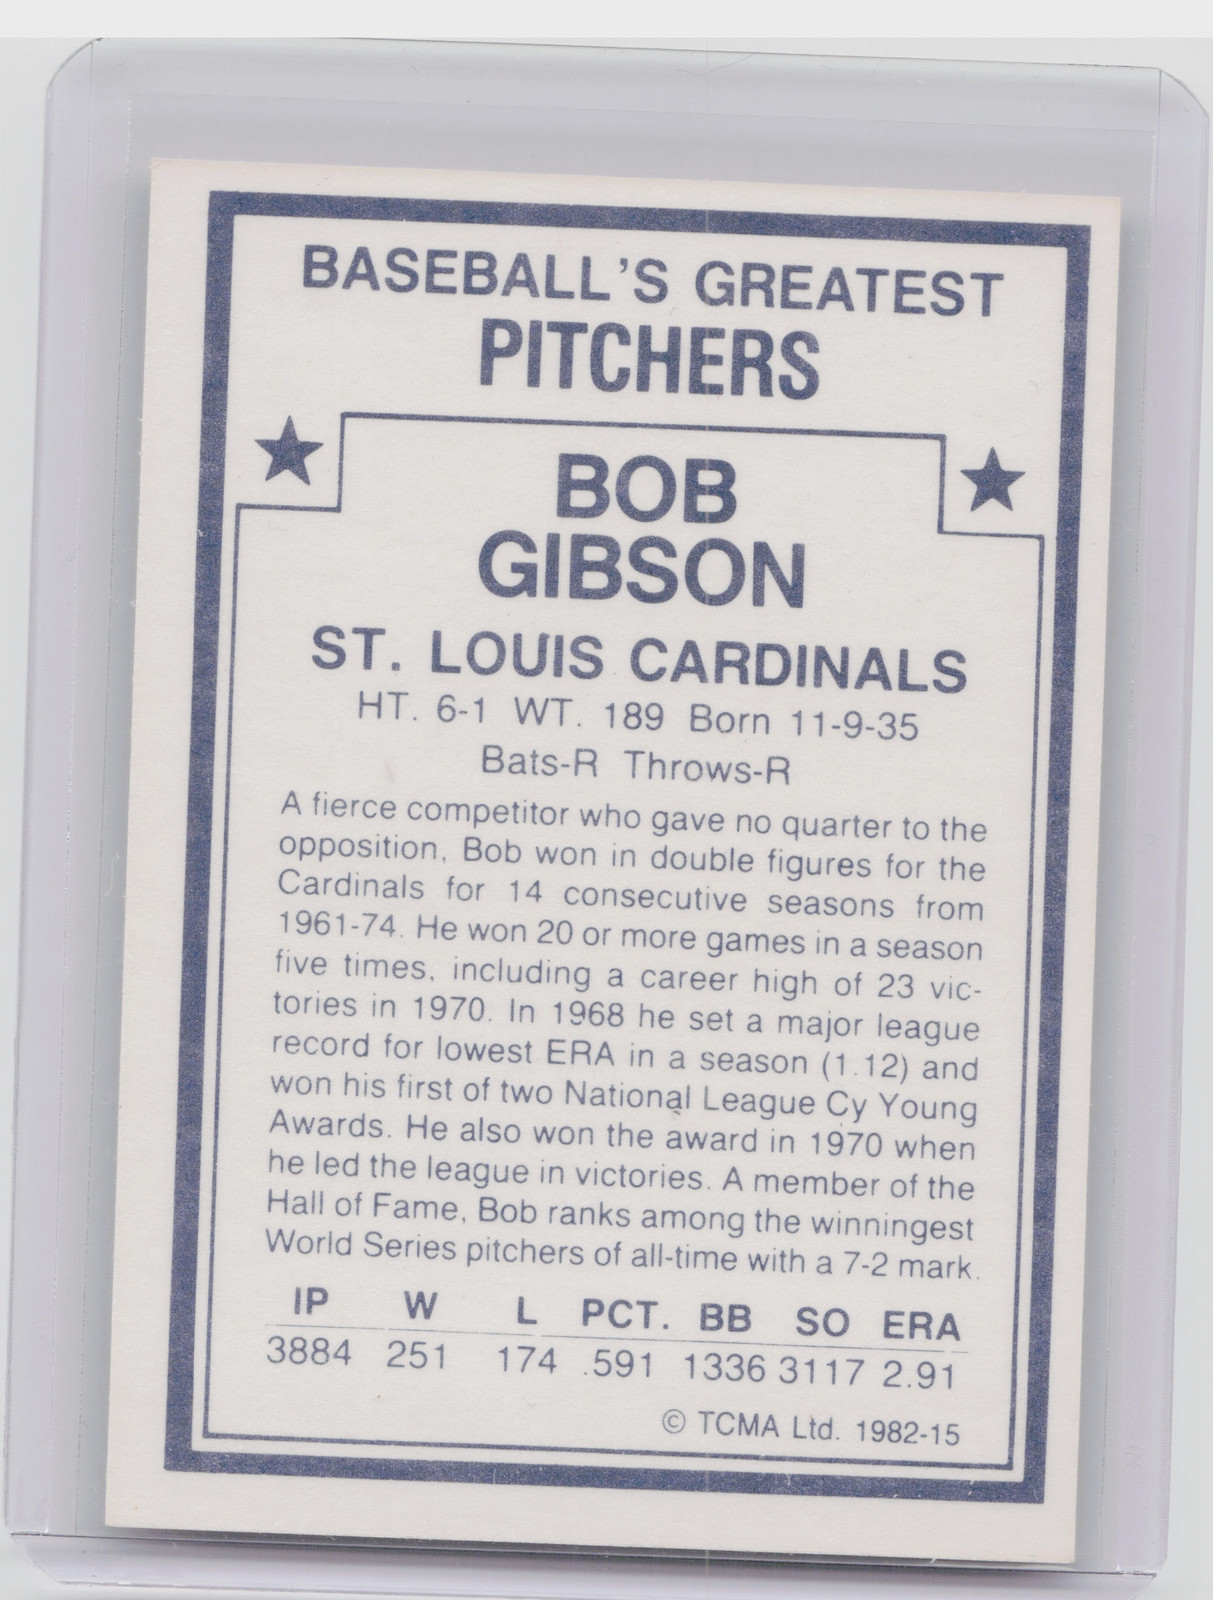 BASEBALL'S GREATEST
PITCHERS
BOB
GIBSON
ST. LOUIS CARDINALS
HT. 6-1 WT. 189 Born 11-9-35
Bats-R Throws-R
A fierce competitor who gave no quarter to the
opposition, Bob won in double figures for the
Cardinals for 14 consecutive seasons from
1961-74. He won 20 or more games in a season
five times, including a career high of 23 vic-
tories in 1970. In 1968 he set a major league
record for lowest ERA in a season (1.12) and
won his first of two National League Cy Young
Awards. He also won the award in 1970 when
he led the league in victories. A member of the
Hall of Fame, Bob ranks among the winningest
World Series pitchers of all-time with a 7-2 mark.
IP W L PCT. BB SO ERA
3884 251 174 .591 1336 3117 2.91
© TCMA Ltd. 1982-15